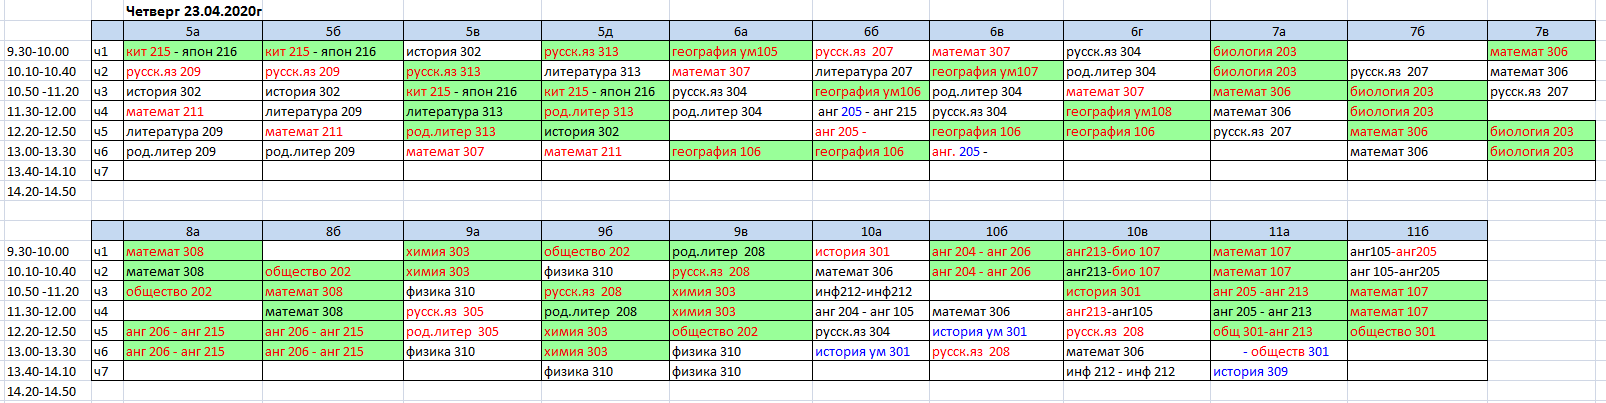 Четверг 23.04.2020г
5а 5б 5в 5д 6а 6б 6в 6г 7а 7б 7в
9.30-10.00 ч1 кит 215 - япон 216 кит 215 - япон 216 история 302 русск.яз 313 география ум105 русск.яз 207 математ 307 русск.яз 304 биология 203 математ 306
10.10-10.40 ч2 русск.яз 209 русск.яз 209 русск.яз 313 литература 313 математ 307 литература 207 география ум107 род.литер 304 биология 203 русск.яз 207 математ 306
10.50 -11.20 ч3 история 302 история 302 кит 215 - япон 216 кит 215 - япон 216 русск.яз 304 география ум106 род.литер 304 математ 307 математ 306 биология 203 русск.яз 207
11.30-12.00 ч4 математ 211 литература 209 литература 313 род.литер 313 род.литер 304 анг 205 - анг 215 русск.яз 304 география ум108 математ 306 биология 203
12.20-12.50 ч5 литература 209 математ 211 род.литер 313 история 302 анг 205 - география 106 география 106 русск.яз 207 математ 306 биология 203
13.00-13.30 ч6 род.литер 209 род.литер 209 математ 307 математ 211 география 106 география 106 анг. 205 - математ 306 биология 203
13.40-14.10 ч7
14.20-14.50
8а 8б 9а 9б 9в 10а 10б 10в 11а 11б
9.30-10.00 ч1 математ 308 химия 303 общество 202 род.литер 208 история 301 анг 204 - анг 206 анг213-био 107 математ 107 анг105-анг205
10.10-10.40 ч2 математ 308 общество 202 химия 303 физика 310 русск.яз 208 математ 306 анг 204 - анг 206 анг213-био 107 математ 107 анг 105-анг205
10.50 -11.20 ч3 общество 202 математ 308 физика 310 русск.яз 208 химия 303 инф212-инф212 история 301 анг 205 -анг 213 математ 107
11.30-12.00 ч4 математ 308 русск.яз 305 род.литер 208 химия 303 анг 204 - анг 105 математ 306 анг213-анг105 анг 205 - анг 213 математ 107
12.20-12.50 ч5 анг 206 - анг 215 анг 206 - анг 215 род.литер 305 химия 303 общество 202 русск.яз 304 история ум 301 русск.яз 208 общ 301-анг 213 общество 301
13.00-13.30 ч6 анг 206 - анг 215 анг 206 - анг 215 физика 310 химия 303 физика 310 история ум 301 русск.яз 208 математ 306 - обществ 301
13.40-14.10 ч7 физика 310 физика 310 инф 212 - инф 212 история 309
14.20-14.50